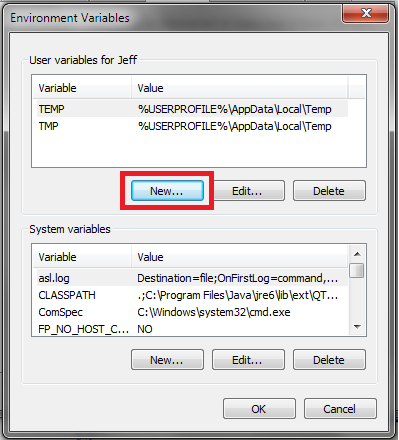 Environment Variables
User variables for Jeff
Variable Value
TEMP %USERPROFILE%\AppData\Local\Temp
TMP %USERPROFILE%\AppData\Local\Temp
New... Edit... Delete
System variables
Variable Value
asl.log Destination=file;OnFirstLog=command,...
CLASSPATH .;C:\Program Files\Java\jre6\lib\ext\QT...
ComSpec C:\Windows\system32\cmd.exe
FP_NO_HOST_C... NO
New... Edit... Delete
OK Cancel